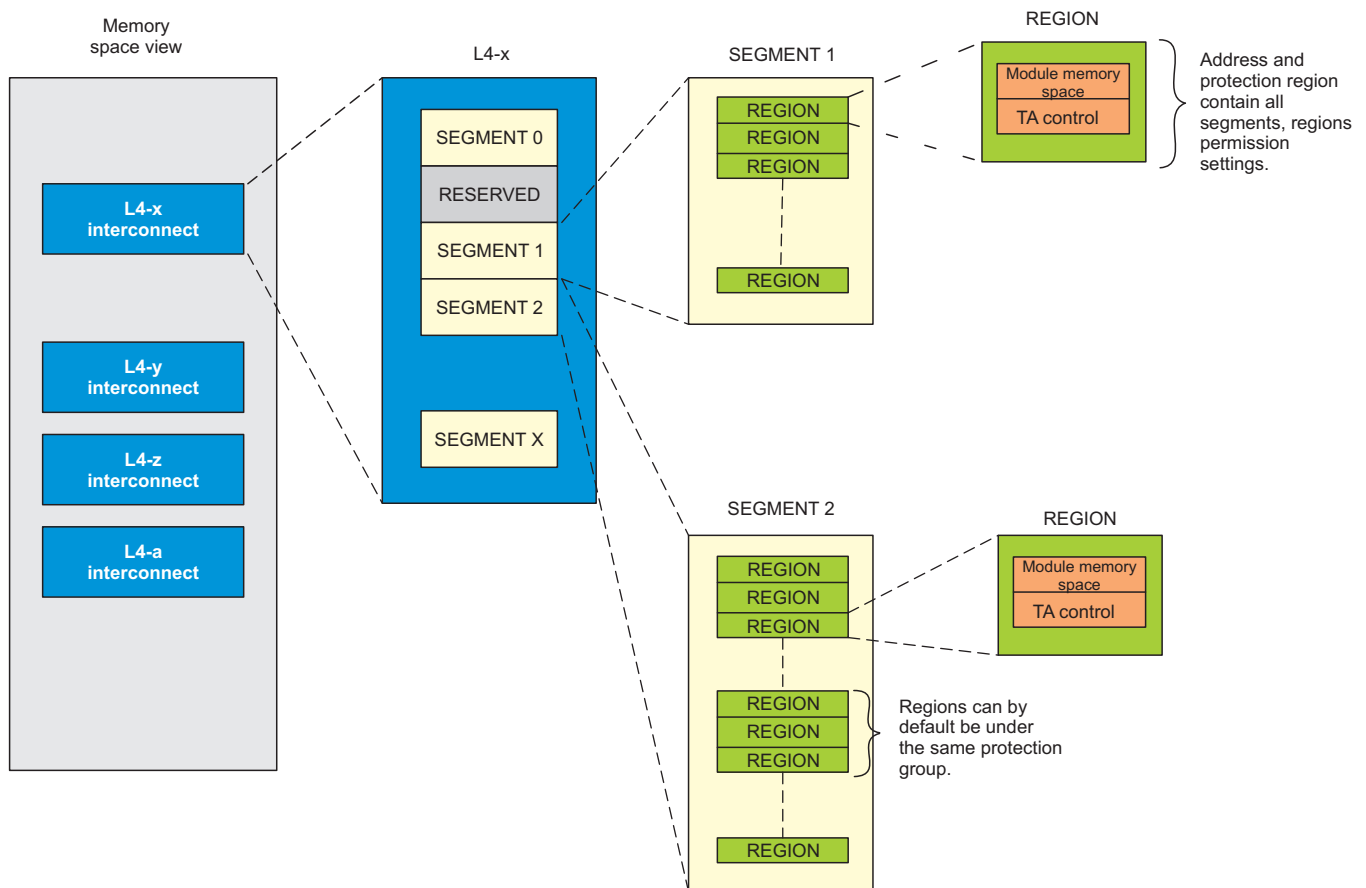 Memory
space view
L4-x
interconnect
L4-y
interconnect
L4-z
interconnect
L4-a
interconnect
L4-x
SEGMENT 0
RESERVED
SEGMENT 1
SEGMENT 2
SEGMENT X
SEGMENT 1
REGION
REGION
REGION
REGION
REGION
Module memory
space
TA control
Address and
protection region
contain all
segments, regions
permission
settings.
SEGMENT 2
REGION
REGION
REGION
REGION
REGION
REGION
REGION
Regions can by
default be under
the same protection
group.
REGION
Module memory
space
TA control